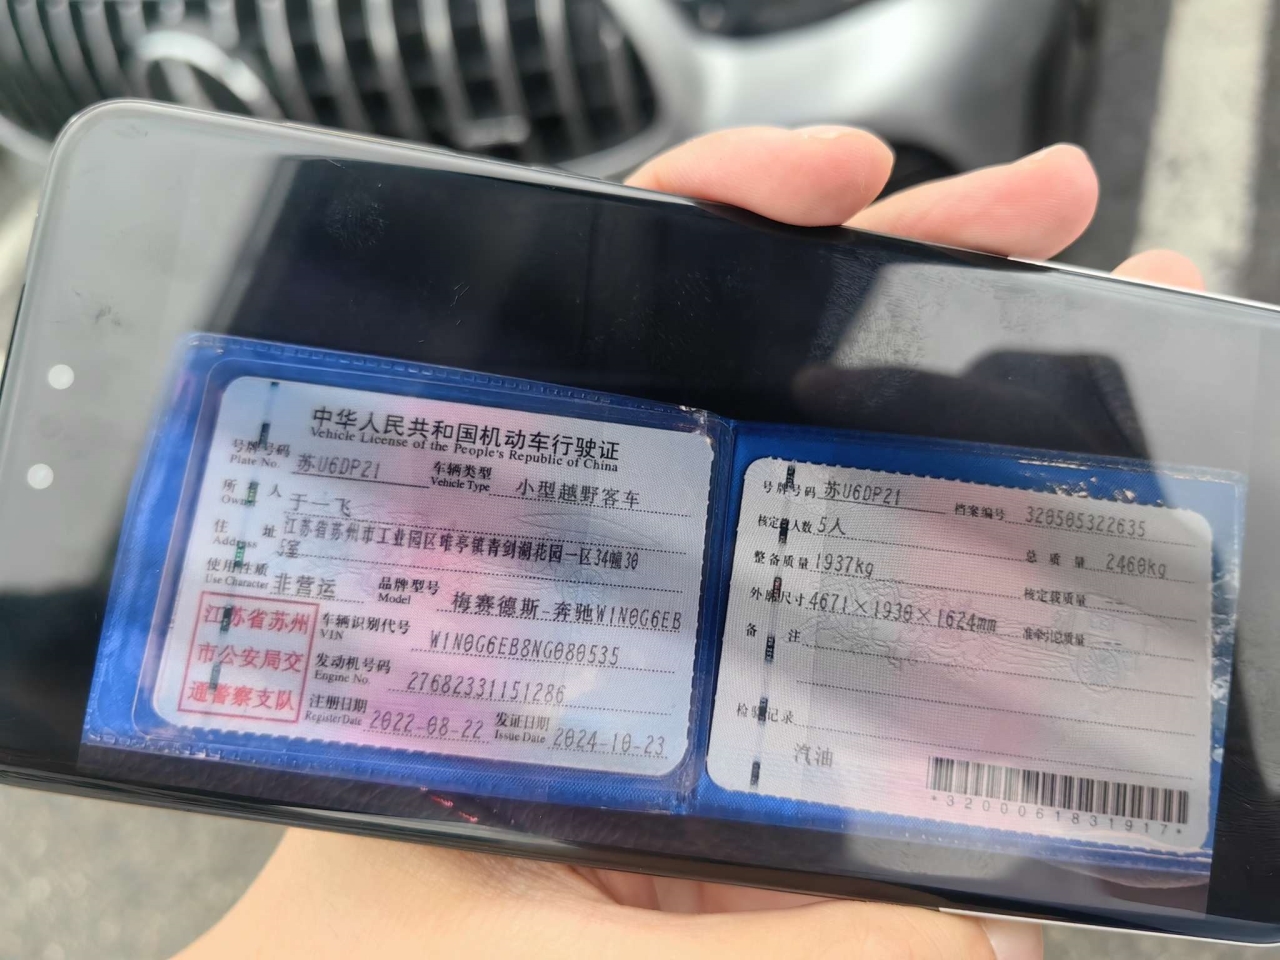 中华人民共和国机动车行驶证
Vehicle License of the People's Republic of China
号牌号码 苏U6DP21 车辆类型 小型越野客车
Plate No. Vehicle Type
所有人 于一飞
Owner
住址 江苏省苏州市工业园区唯亭镇青剑湖花园一区34幢30
Address 5室
使用性质 非营运 品牌型号 梅赛德斯-奔驰W1N0G6EB
Use Character Model
江苏省苏州
市公安局交
通警察支队
车辆识别代号 W1N0G6EB8NG080535
VIN
发动机号码 27682331151286
Engine No.
注册日期 2022-08-22 发证日期 2024-10-23
Register Date Issue Date
号牌号码 苏U6DP21 档案编号 320505322635
核定人数 5人 总质量 2460kg
整备质量 1937kg 核定载质量 --
外廓尺寸 4671×1930×1624mm 准牵引总质量
备注
检验记录
汽油
*3200061831917*